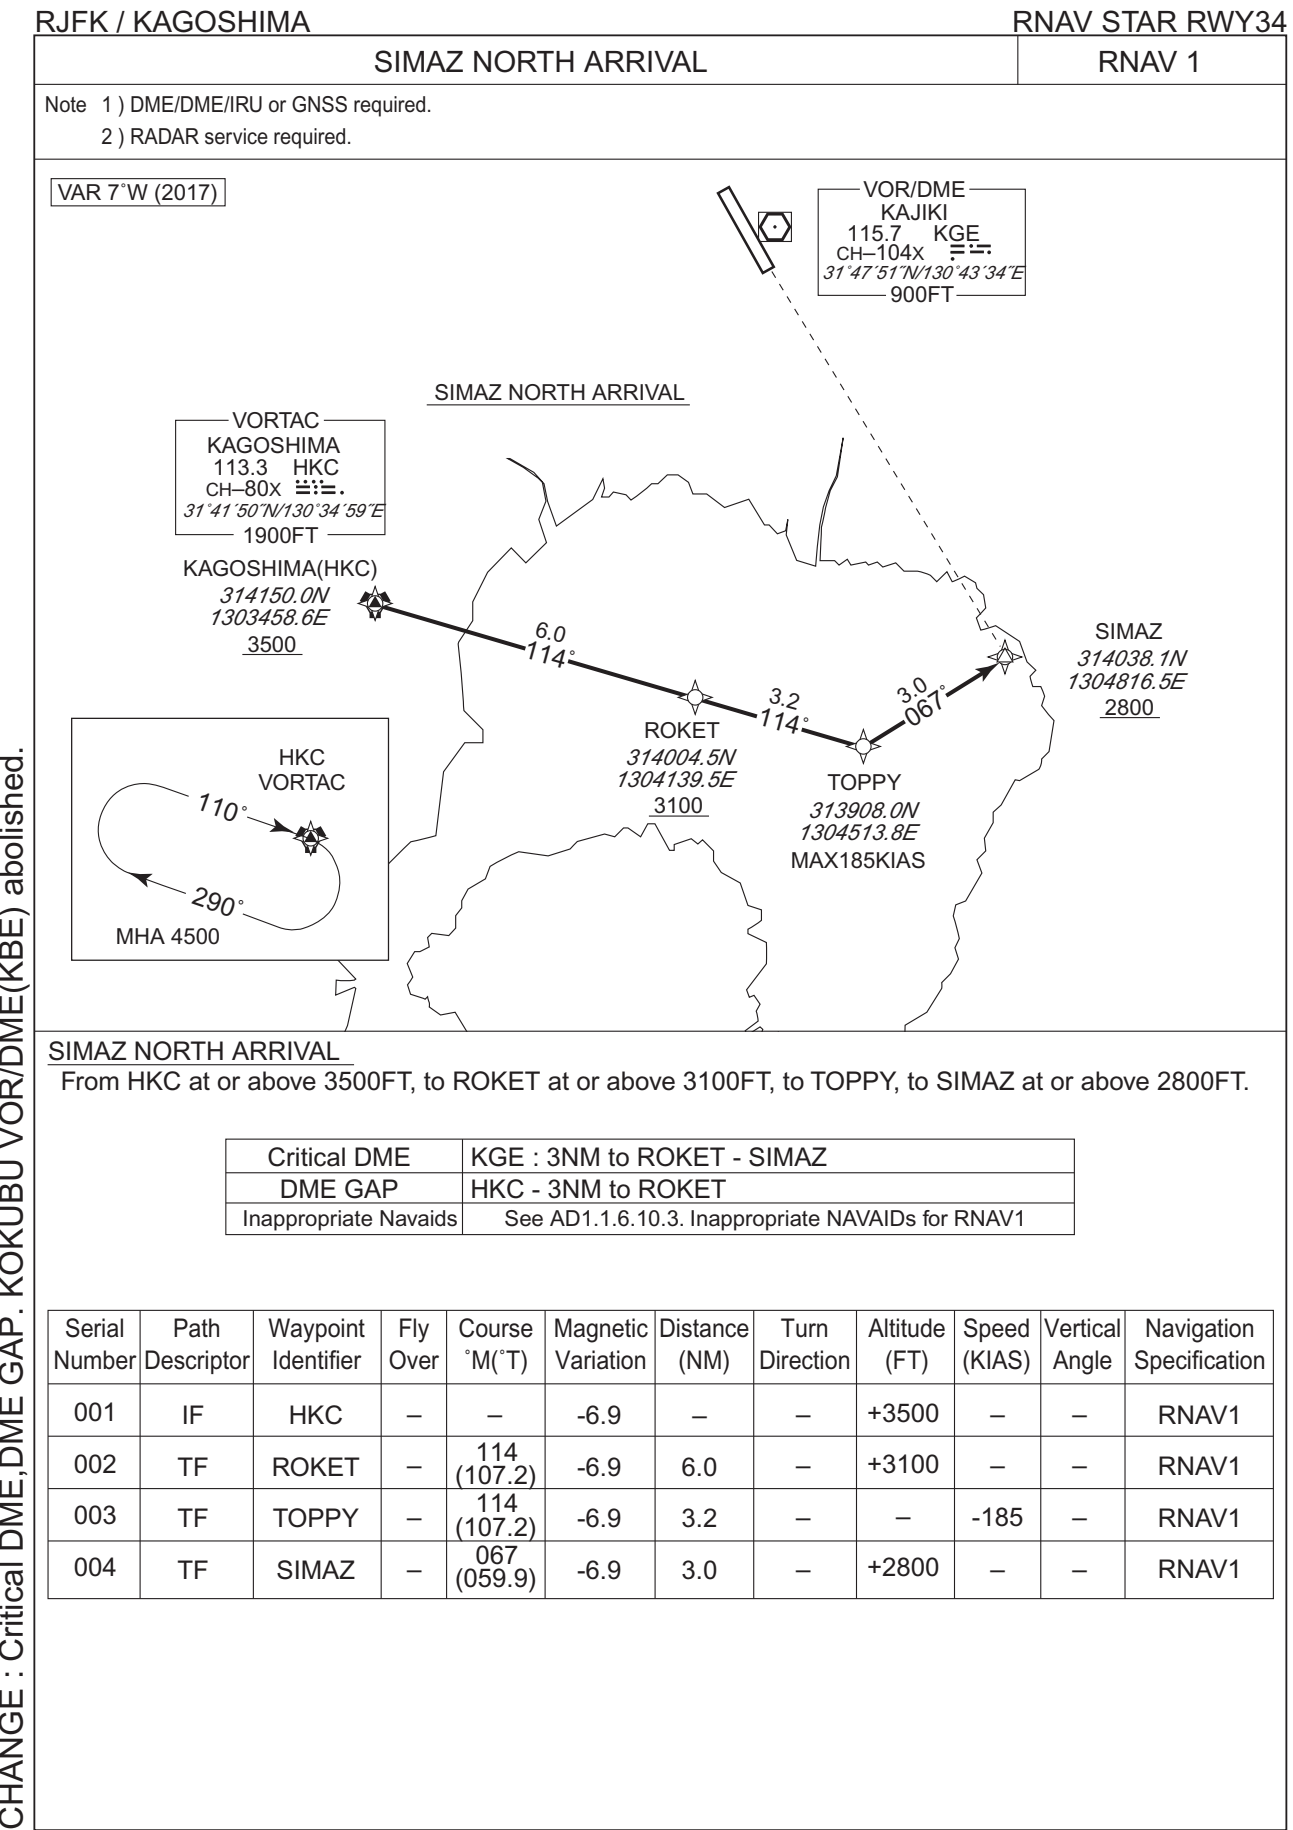 RJFK / KAGOSHIMA
RNAV STAR RWY34
SIMAZ NORTH ARRIVAL
RNAV 1
Note 1 ) DME/DME/IRU or GNSS required.
2 ) RADAR service required.
VAR 7˚W (2017)
VOR/DME
KAJIKI
115.7 KGE
CH–104X
31˚47´51˝N/130˚43´34˝E
900FT
SIMAZ NORTH ARRIVAL
VORTAC
KAGOSHIMA
113.3 HKC
CH–80X
31˚41´50˝N/130˚34´59˝E
1900FT
KAGOSHIMA(HKC)
314150.0N
1303458.6E
3500
6.0
114˚
ROKET
314004.5N
1304139.5E
3100
3.2
114˚
TOPPY
313908.0N
1304513.8E
MAX185KIAS
3.0
067˚
SIMAZ
314038.1N
1304816.5E
2800
HKC
VORTAC
110˚
290˚
MHA 4500
SIMAZ NORTH ARRIVAL
From HKC at or above 3500FT, to ROKET at or above 3100FT, to TOPPY, to SIMAZ at or above 2800FT.
Critical DME KGE : 3NM to ROKET - SIMAZ
DME GAP HKC - 3NM to ROKET
Inappropriate Navaids See AD1.1.6.10.3. Inappropriate NAVAIDs for RNAV1
Serial Number Path Descriptor Waypoint Identifier Fly Over Course ˚M(˚T) Magnetic Variation Distance (NM) Turn Direction Altitude (FT) Speed (KIAS) Vertical Angle Navigation Specification
001 IF HKC – – -6.9 – – +3500 – – RNAV1
002 TF ROKET – 114 (107.2) -6.9 6.0 – +3100 – – RNAV1
003 TF TOPPY – 114 (107.2) -6.9 3.2 – – -185 – RNAV1
004 TF SIMAZ – 067 (059.9) -6.9 3.0 – +2800 – – RNAV1
CHANGE : Critical DME,DME GAP. KOKUBU VOR/DME(KBE) abolished.